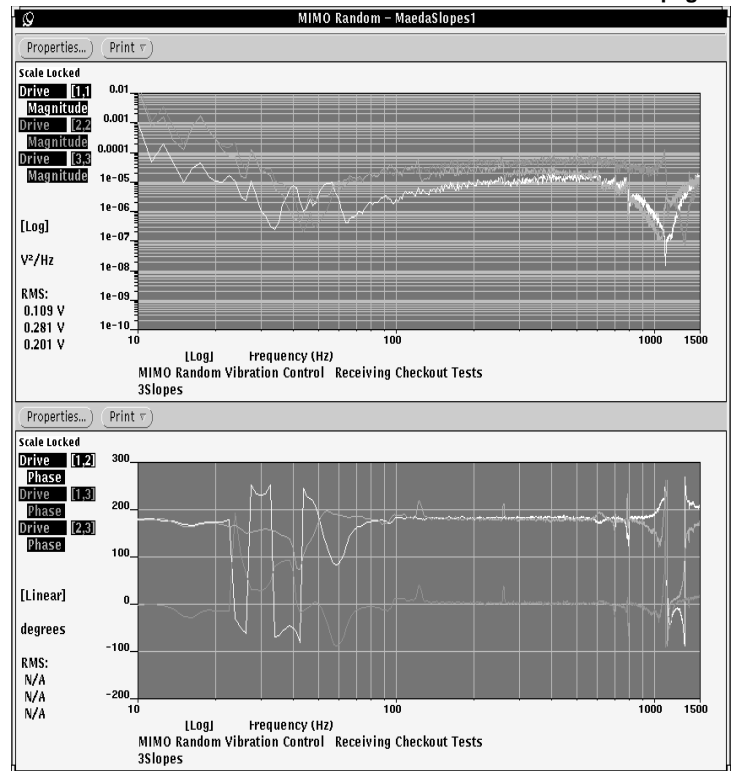 MIMO Random – MaedaSlopes1
Properties...) Print
Scale Locked
Drive [1,1
Magnitude
Drive [2,2
Magnitude
Drive [3,3
Magnitude
[Log]
V²/Hz
RMS:
0.109 V
0.281 V
0.201 V
0.01
0.001
0.0001
1e-05
1e-06
1e-07
1e-08
1e-09
1e-10
10 100 1000 1500
[Log] Frequency (Hz)
MIMO Random Vibration Control Receiving Checkout Tests
3Slopes
Properties...) Print
Scale Locked
Drive [1,2]
Phase
Drive [1,3]
Phase
Drive [2,3]
Phase
[Linear]
degrees
RMS:
N/A
N/A
N/A
300
200
100
0
-100
-200
10 100 1000 1500
[Log] Frequency (Hz)
MIMO Random Vibration Control Receiving Checkout Tests
3Slopes